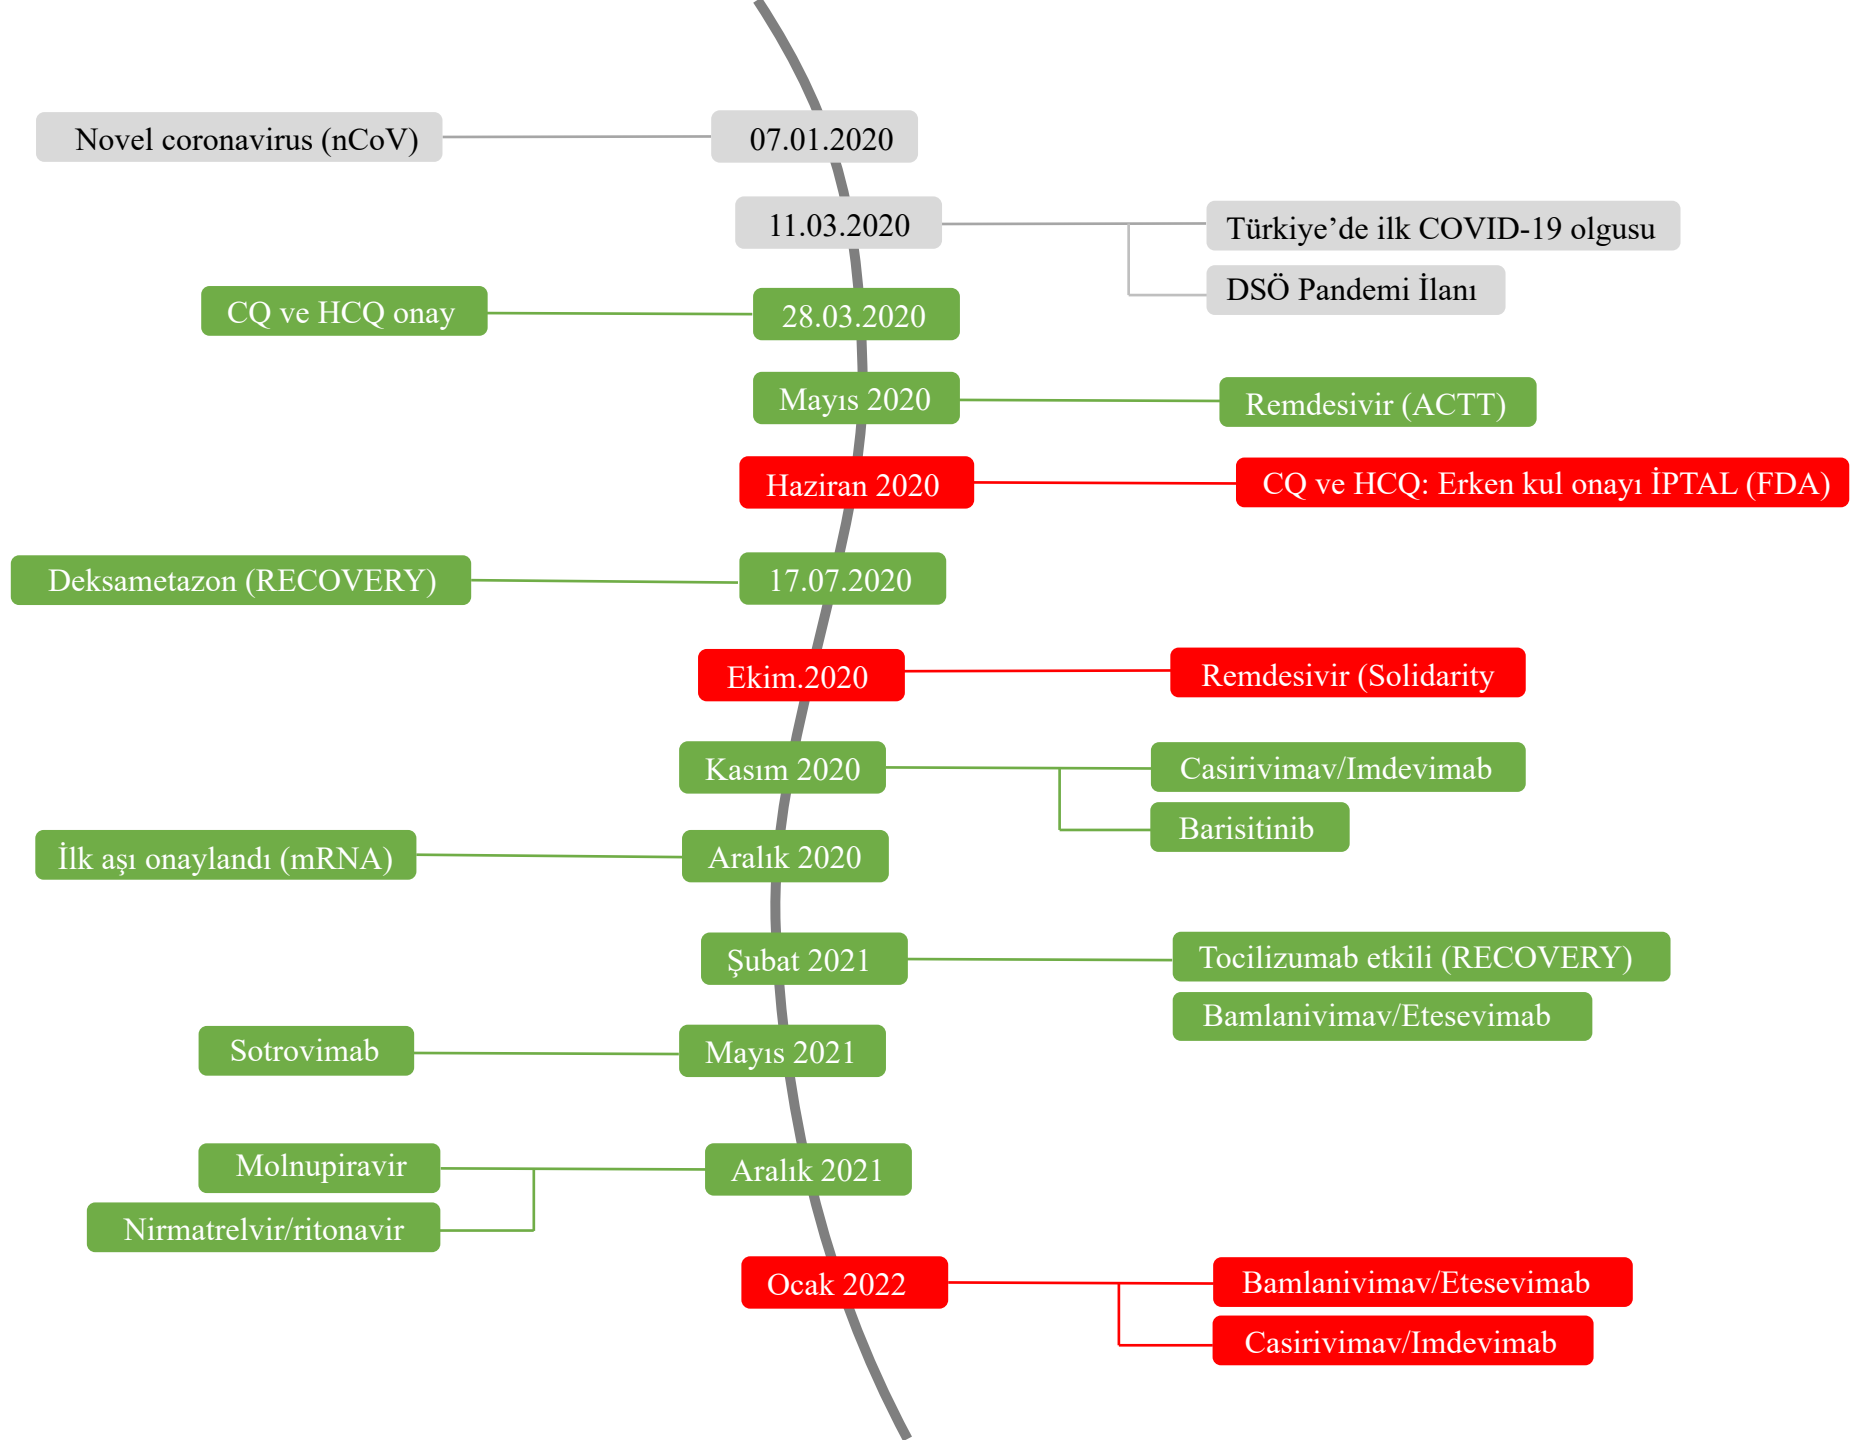 Novel coronavirus (nCoV)
07.01.2020
11.03.2020
Türkiye’de ilk COVID-19 olgusu
DSÖ Pandemi İlanı
CQ ve HCQ onay
28.03.2020
Mayıs 2020
Remdesivir (ACTT)
Haziran 2020
CQ ve HCQ: Erken kul onayı İPTAL (FDA)
Deksametazon (RECOVERY)
17.07.2020
Ekim.2020
Remdesivir (Solidarity
Kasım 2020
Casirivimav/Imdevimab
Barisitinib
İlk aşı onaylandı (mRNA)
Aralık 2020
Şubat 2021
Tocilizumab etkili (RECOVERY)
Bamlanivimav/Etesevimab
Sotrovimab
Mayıs 2021
Molnupiravir
Aralık 2021
Nirmatrelvir/ritonavir
Ocak 2022
Bamlanivimav/Etesevimab
Casirivimav/Imdevimab